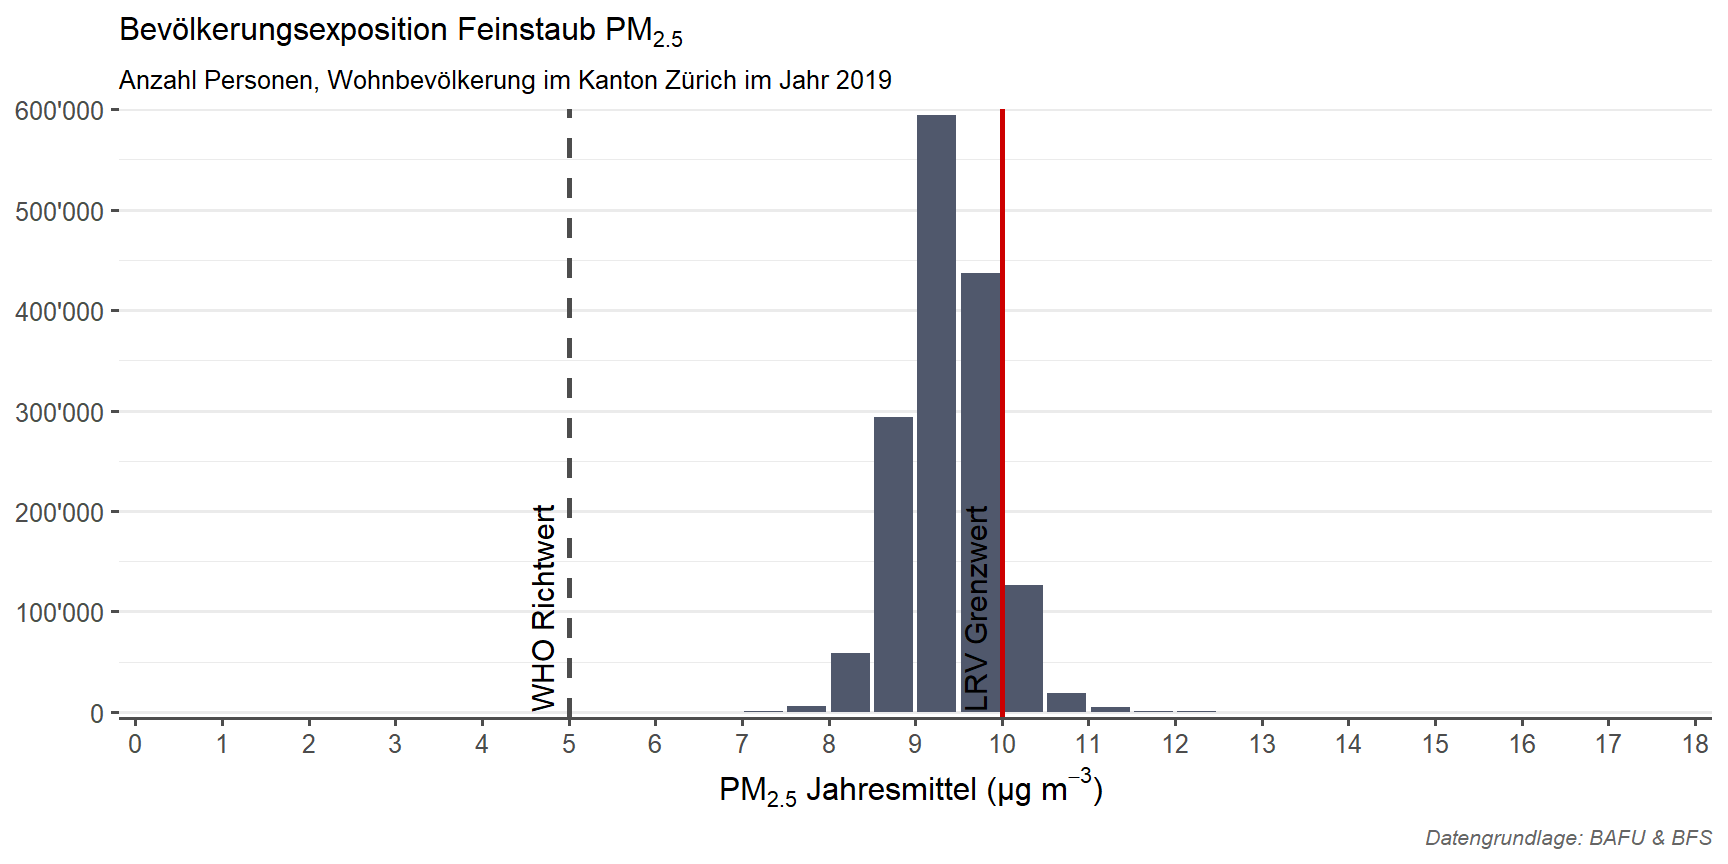 Bevölkerungsexposition Feinstaub PM2.5
Anzahl Personen, Wohnbevölkerung im Kanton Zürich im Jahr 2019
600'000
500'000
400'000
300'000
200'000
100'000
0
WHO Richtwert
LRV Grenzwert
0 1 2 3 4 5 6 7 8 9 10 11 12 13 14 15 16 17 18
PM2.5 Jahresmittel (µg m−3)
Datengrundlage: BAFU & BFS